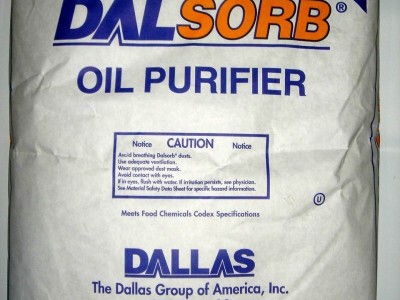 DALSORB®
OIL PURIFIER
Notice CAUTION Notice
Avoid breathing Dalsorb® dusts.
Use adequate ventilation.
Wear approved dust mask.
Avoid contact with eyes.
If in eyes, flush with water. If irritation persists, see physician.
See Material Safety Data Sheet for specific hazard information.
U
Meets Food Chemicals Codex Specifications
DALLAS
The Dallas Group of America, Inc.